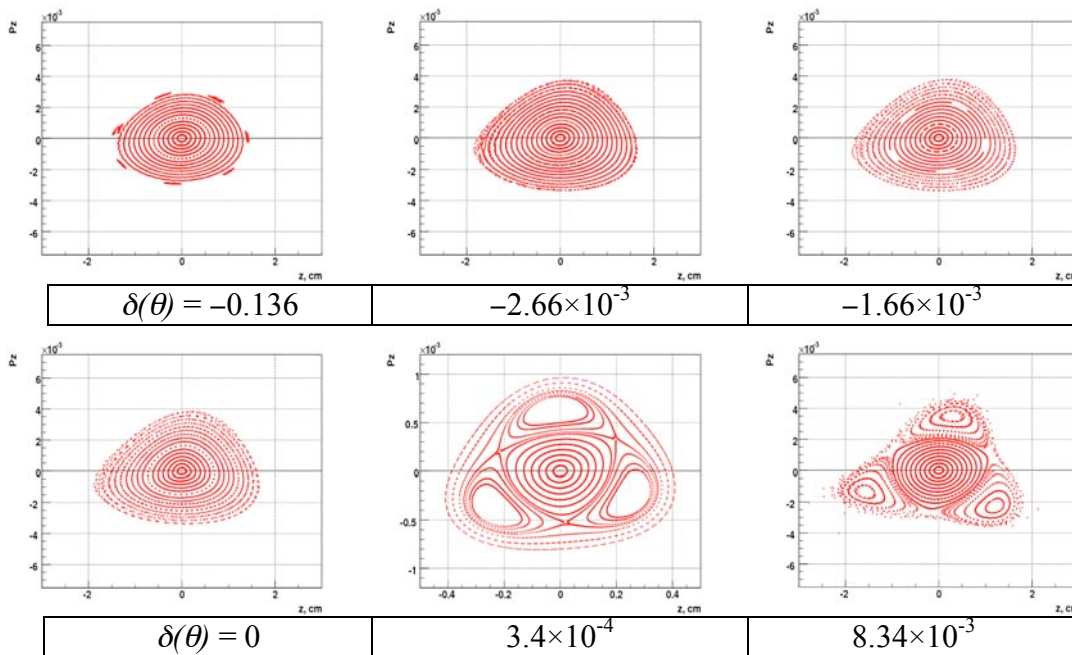 Pz ×10⁻³ Pz ×10⁻³ Pz ×10⁻³
6 6 6
4 4 4
2 2 2
0 0 0
-2 -2 -2
-4 -4 -4
-6 -6 -6
-2 0 2 -2 0 2 -2 0 2
z, cm z, cm z, cm
δ(θ) = −0.136 −2.66×10⁻³ −1.66×10⁻³
Pz ×10⁻³ Pz ×10⁻³ Pz ×10⁻³
6 1 6
4 0.5 4
2 0 2
0 -0.5 0
-2 -1 -2
-4 -4
-6 -6
-2 0 2 -0.4 -0.2 0 0.2 0.4 -2 0 2
z, cm z, cm z, cm
δ(θ) = 0 3.4×10⁻⁴ 8.34×10⁻³